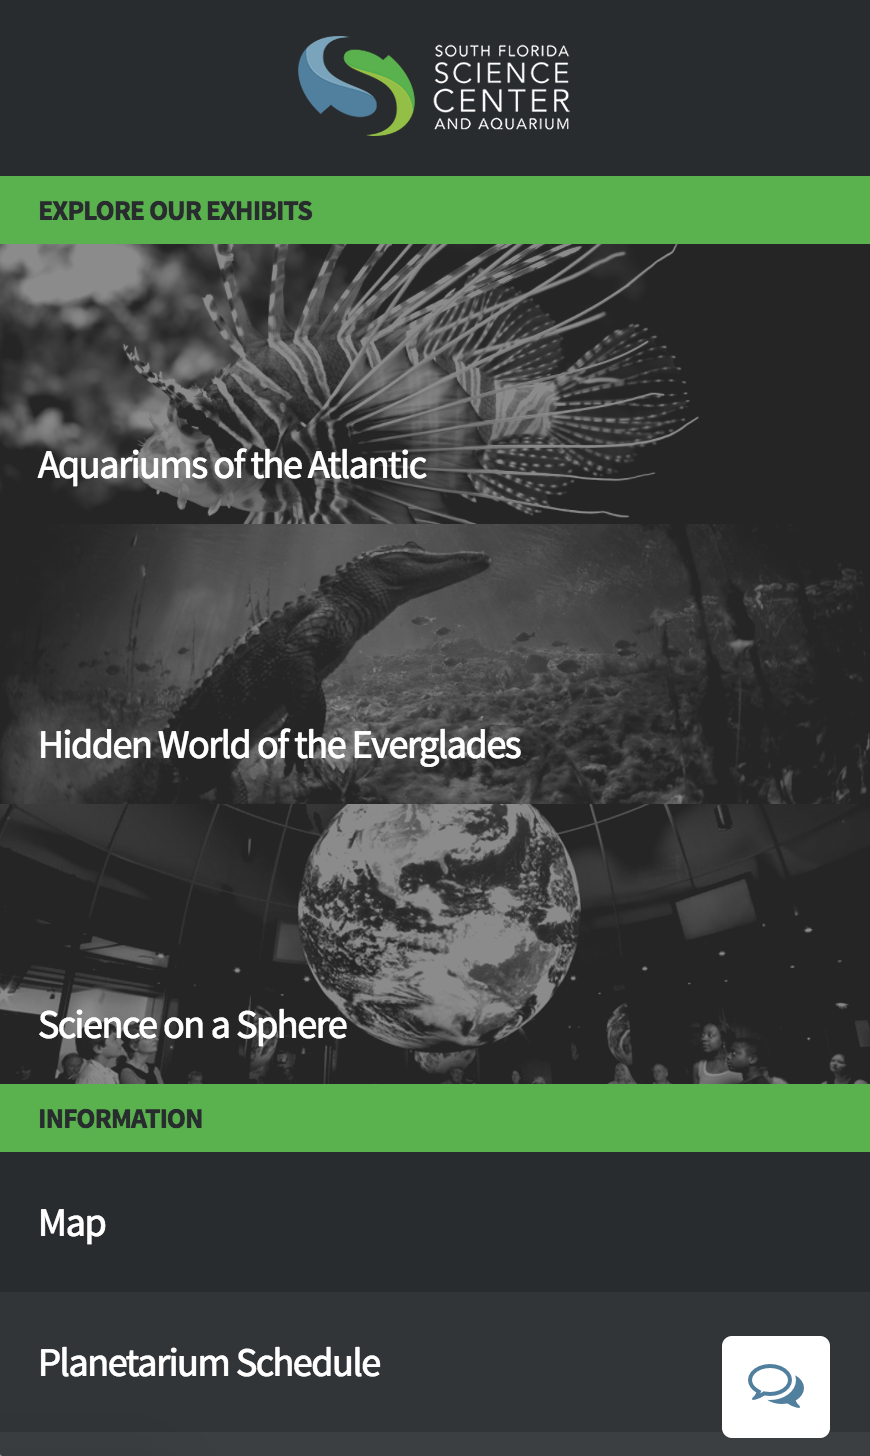 SOUTH FLORIDA
SCIENCE
CENTER
AND AQUARIUM
EXPLORE OUR EXHIBITS
Aquariums of the Atlantic
Hidden World of the Everglades
Science on a Sphere
INFORMATION
Map
Planetarium Schedule